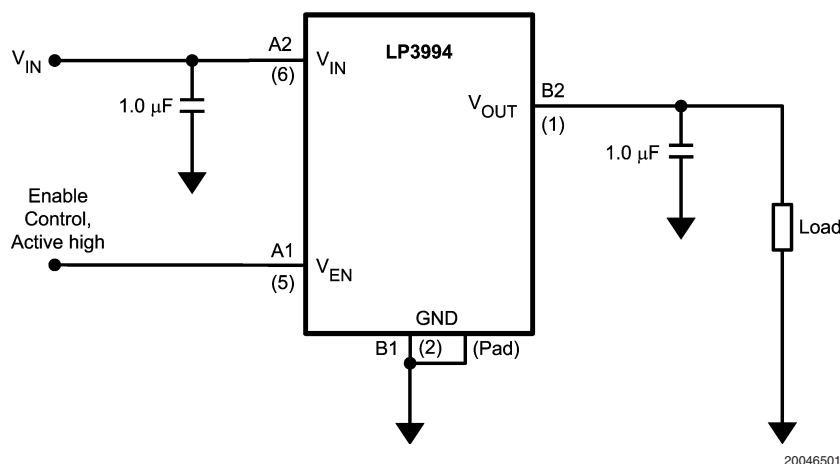 LP3994
A2
VIN
(6)
VIN
1.0 μF
B2
VOUT
(1)
1.0 μF
Enable
Control,
Active high
Load
A1
VEN
(5)
GND
B1
(2)
(Pad)
20046501